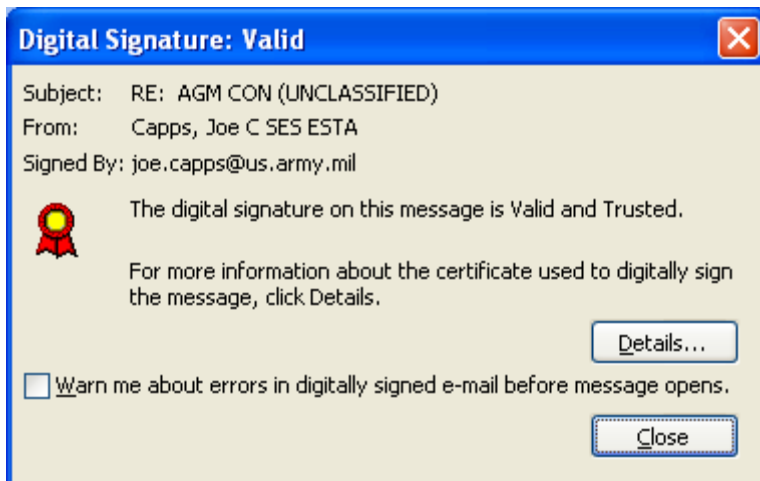 Digital Signature: Valid
Subject: RE: AGM CON (UNCLASSIFIED)
From: Capps, Joe C SES ESTA
Signed By: joe.capps@us.army.mil
The digital signature on this message is Valid and Trusted.
For more information about the certificate used to digitally sign
the message, click Details.
Details...
Warn me about errors in digitally signed e-mail before message opens.
Close